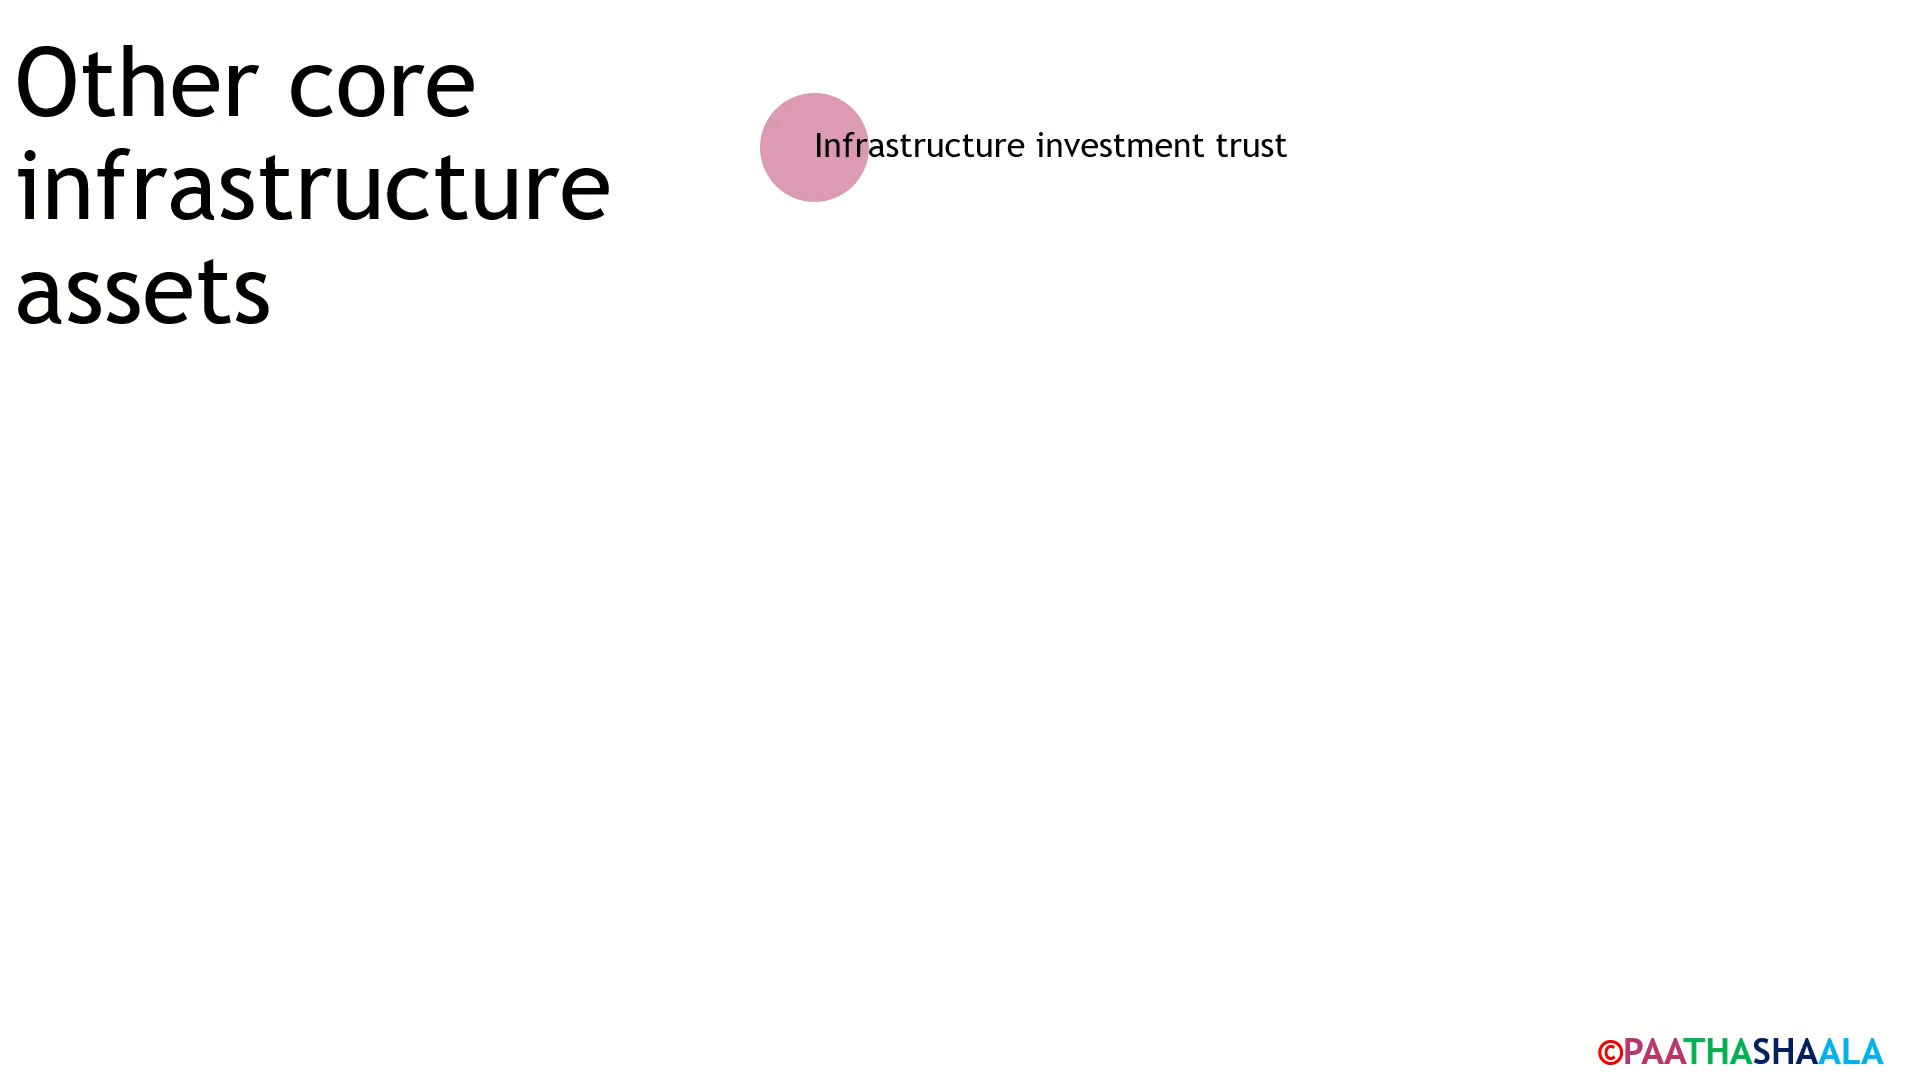 Other core
infrastructure
assets
Infrastructure investment trust
©PAATHASHAALA